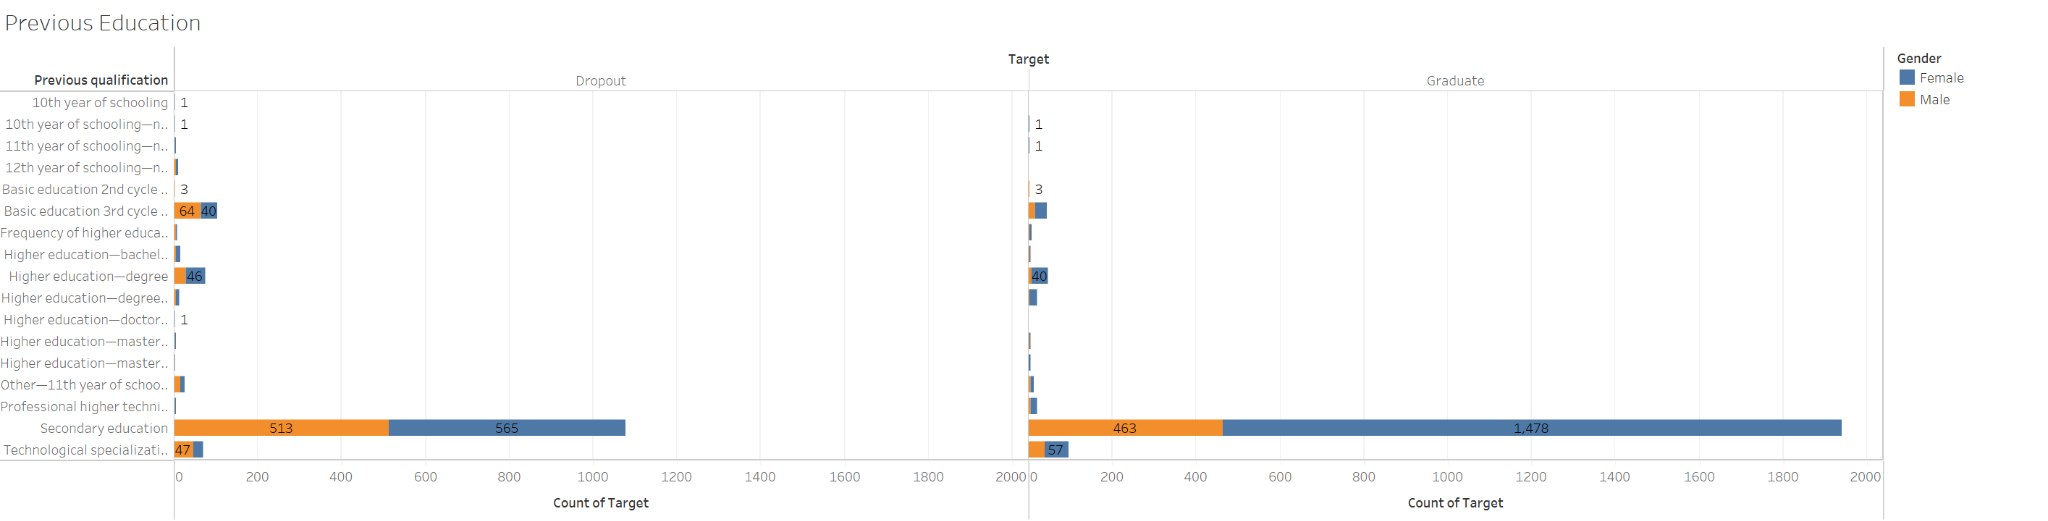 Previous Education
Target
Gender
Previous qualification
Dropout
Graduate
Female
Male
10th year of schooling 1
10th year of schooling—n.. 1 1
11th year of schooling—n.. 1
12th year of schooling—n..
Basic education 2nd cycle .. 3 3
Basic education 3rd cycle .. 64 40
Frequency of higher educa..
Higher education—bachel..
Higher education—degree 46 40
Higher education—degree..
Higher education—doctor.. 1
Higher education—master..
Higher education—master..
Other—11th year of schoo..
Professional higher techni..
Secondary education 513 565 463 1,478
Technological specializati.. 47 57
0 200 400 600 800 1000 1200 1400 1600 1800 2000 0 200 400 600 800 1000 1200 1400 1600 1800 2000
Count of Target Count of Target